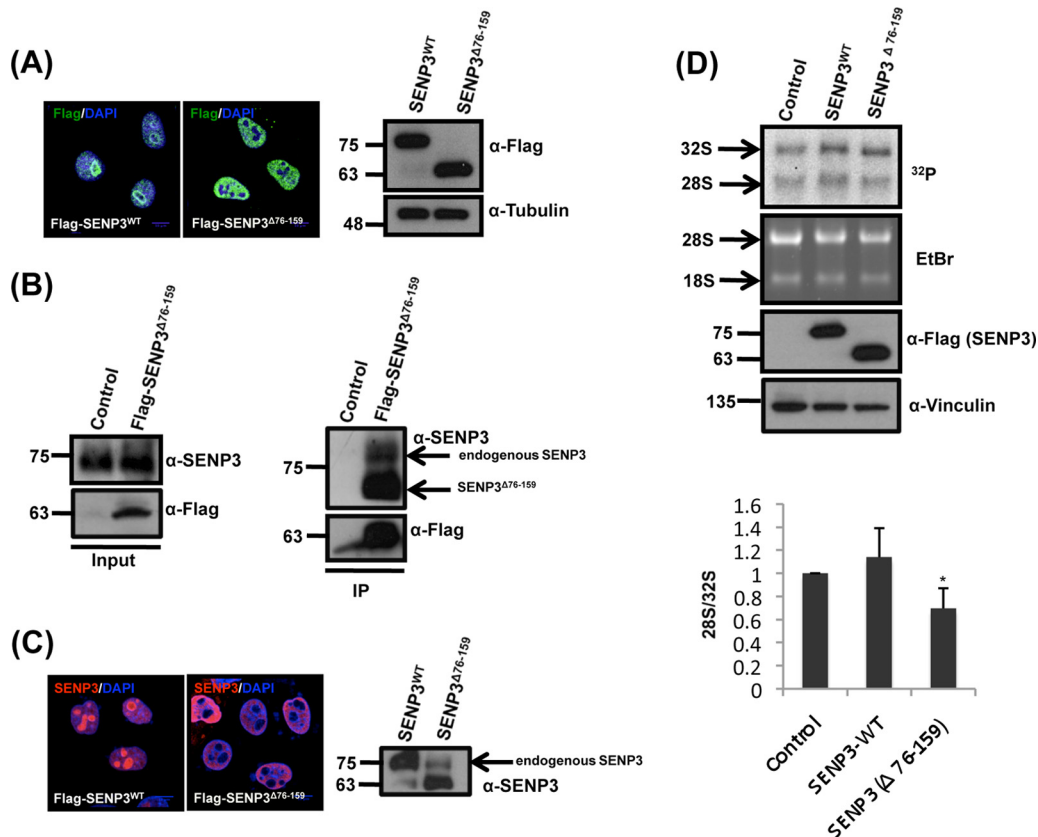 (A)
Flag/DAPI
Flag-SENP3WT
Flag/DAPI
Flag-SENP3Δ76-159
SENP3WT
SENP3Δ76-159
75
63
48
α-Flag
α-Tubulin
(B)
Control
Flag-SENP3Δ76-159
75
63
α-SENP3
α-Flag
Input
Control
Flag-SENP3Δ76-159
75
63
α-SENP3
endogenous SENP3
SENP3Δ76-159
α-Flag
IP
(C)
SENP3/DAPI
Flag-SENP3WT
SENP3/DAPI
Flag-SENP3Δ76-159
SENP3WT
SENP3Δ76-159
75
63
endogenous SENP3
α-SENP3
(D)
Control
SENP3WT
SENP3 Δ 76-159
32S
28S
32P
28S
18S
EtBr
75
63
α-Flag (SENP3)
135
α-Vinculin
28S/32S
1.6
1.4
1.2
1
0.8
0.6
0.4
0.2
0
*
Control
SENP3-WT
SENP3 (Δ 76-159)